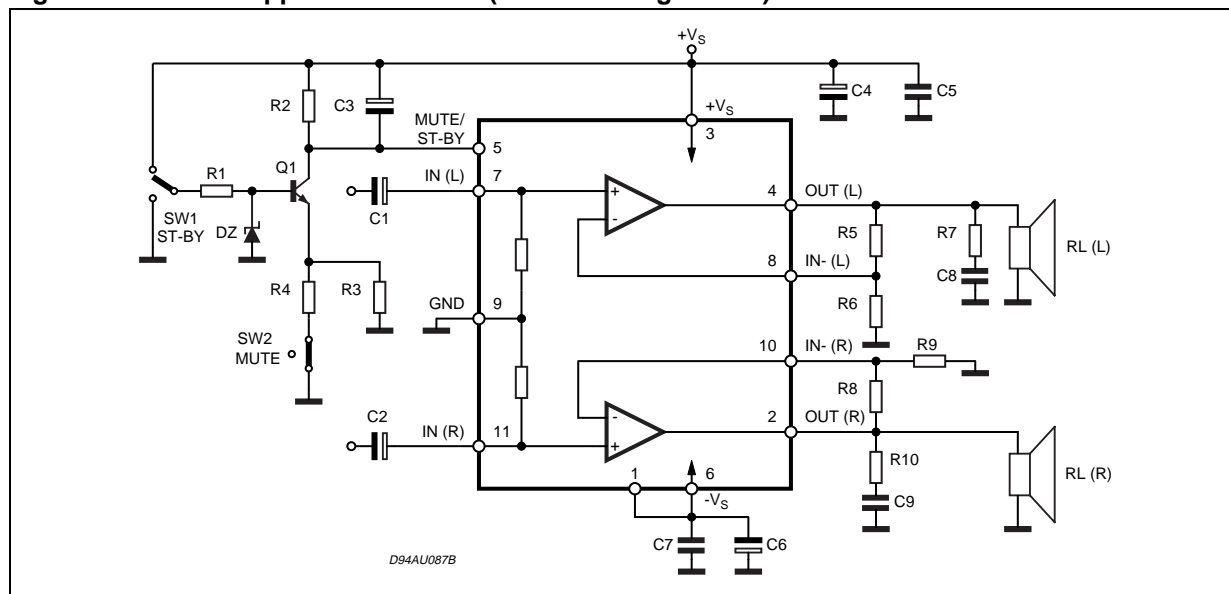 +VS
R2
C3
C4
C5
MUTE/
ST-BY
+VS
3
5
Q1
R1
IN (L)
7
4
OUT (L)
C1
SW1
ST-BY
DZ
+
-
R5
R7
RL (L)
8
IN- (L)
C8
R4
R3
GND
9
R6
SW2
MUTE
10
IN- (R)
R9
R8
C2
-
+
IN (R)
11
2
OUT (R)
R10
RL (R)
1
6
-VS
C9
C7
C6
D94AU087B